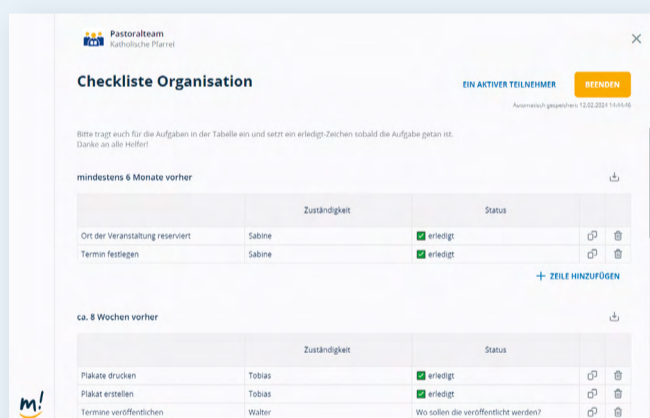 Pastoralteam
Katholische Pfarrei
Checkliste Organisation
EIN AKTIVER TEILNEHMER
BEENDEN
Automatisch gespeichert: 12.02.2024 14:44:46
Bitte tragt euch für die Aufgaben in der Tabelle ein und setzt ein erledigt-Zeichen sobald die Aufgabe getan ist.
Danke an alle Helfer!
mindestens 6 Monate vorher
Zuständigkeit Status
Ort der Veranstaltung reserviert Sabine ✅ erledigt
Termin festlegen Sabine ✅ erledigt
+ ZEILE HINZUFÜGEN
ca. 8 Wochen vorher
Zuständigkeit Status
Plakate drucken Tobias ✅ erledigt
Plakat erstellen Tobias ✅ erledigt
Termine veröffentlichen Walter Wo sollen die veröffentlicht werden?
m!